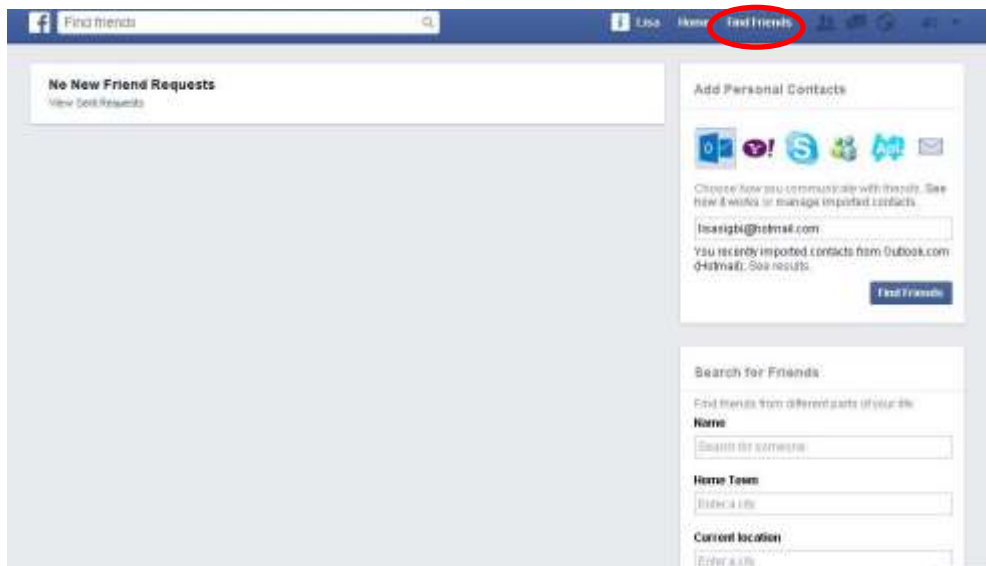 f Find friends
Lisa Home Find Friends
No New Friend Requests
View Sent Requests
Add Personal Contacts
Choose how you communicate with friends. See
how it works or manage imported contacts.
lisasigbi@hotmail.com
You recently imported contacts from Outlook.com
(Hotmail). See results.
Find Friends
Search for Friends
Find friends from different parts of your life
Name
Search for someone
Home Town
Enter a city
Current location
Enter a city